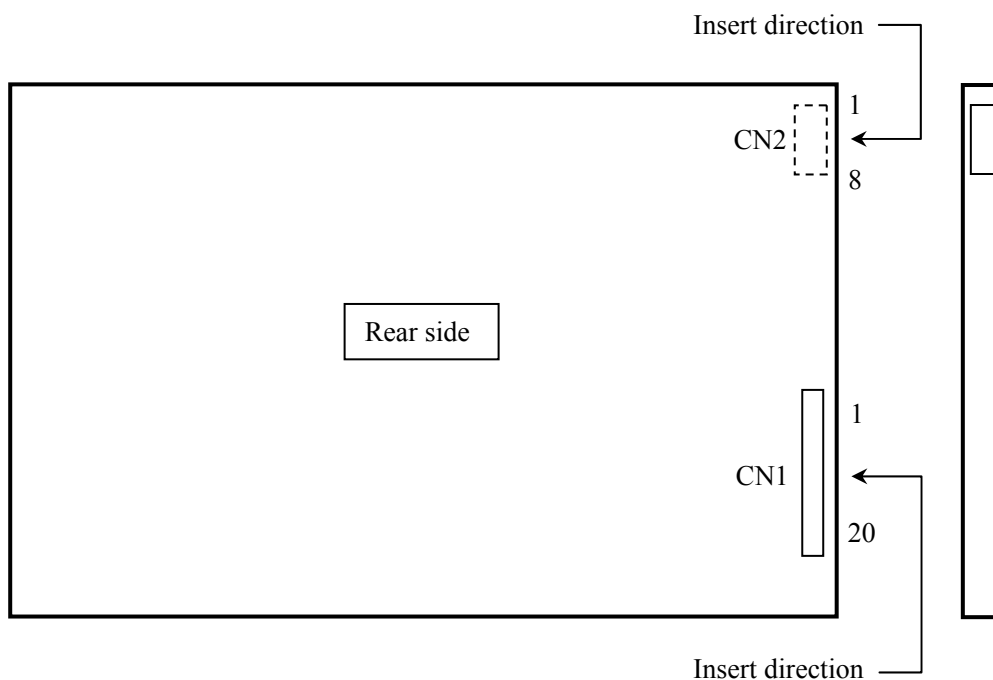 Insert direction
1
CN2
8
Rear side
1
CN1
20
Insert direction